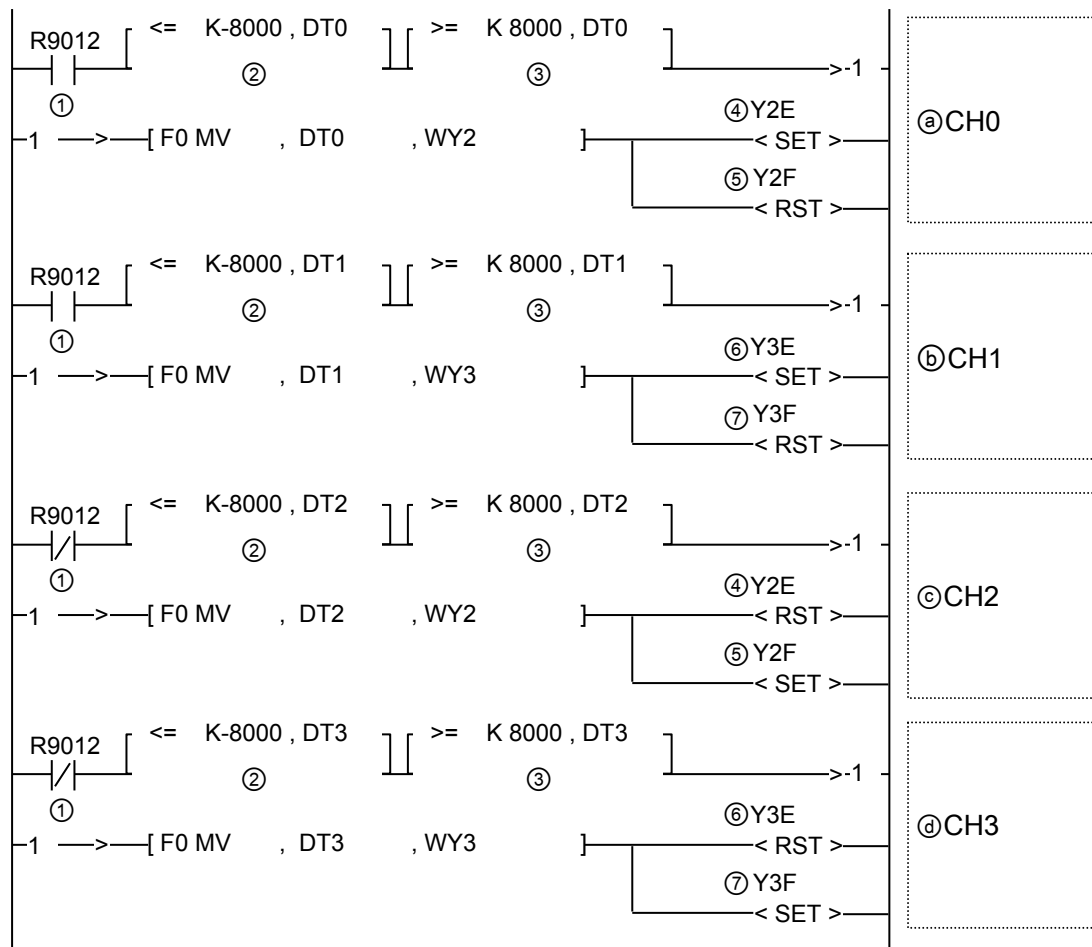 R9012 <= K-8000 , DT0 >= K 8000 , DT0
① ② ③ >-1
1 > [ F0 MV , DT0 , WY2 ] ④Y2E < SET >
⑤Y2F < RST >
ⓐCH0
R9012 <= K-8000 , DT1 >= K 8000 , DT1
① ② ③ >-1
1 > [ F0 MV , DT1 , WY3 ] ⑥Y3E < SET >
⑦Y3F < RST >
ⓑCH1
R9012 <= K-8000 , DT2 >= K 8000 , DT2
① ② ③ >-1
1 > [ F0 MV , DT2 , WY2 ] ④Y2E < RST >
⑤Y2F < SET >
ⓒCH2
R9012 <= K-8000 , DT3 >= K 8000 , DT3
① ② ③ >-1
1 > [ F0 MV , DT3 , WY3 ] ⑥Y3E < RST >
⑦Y3F < SET >
ⓓCH3